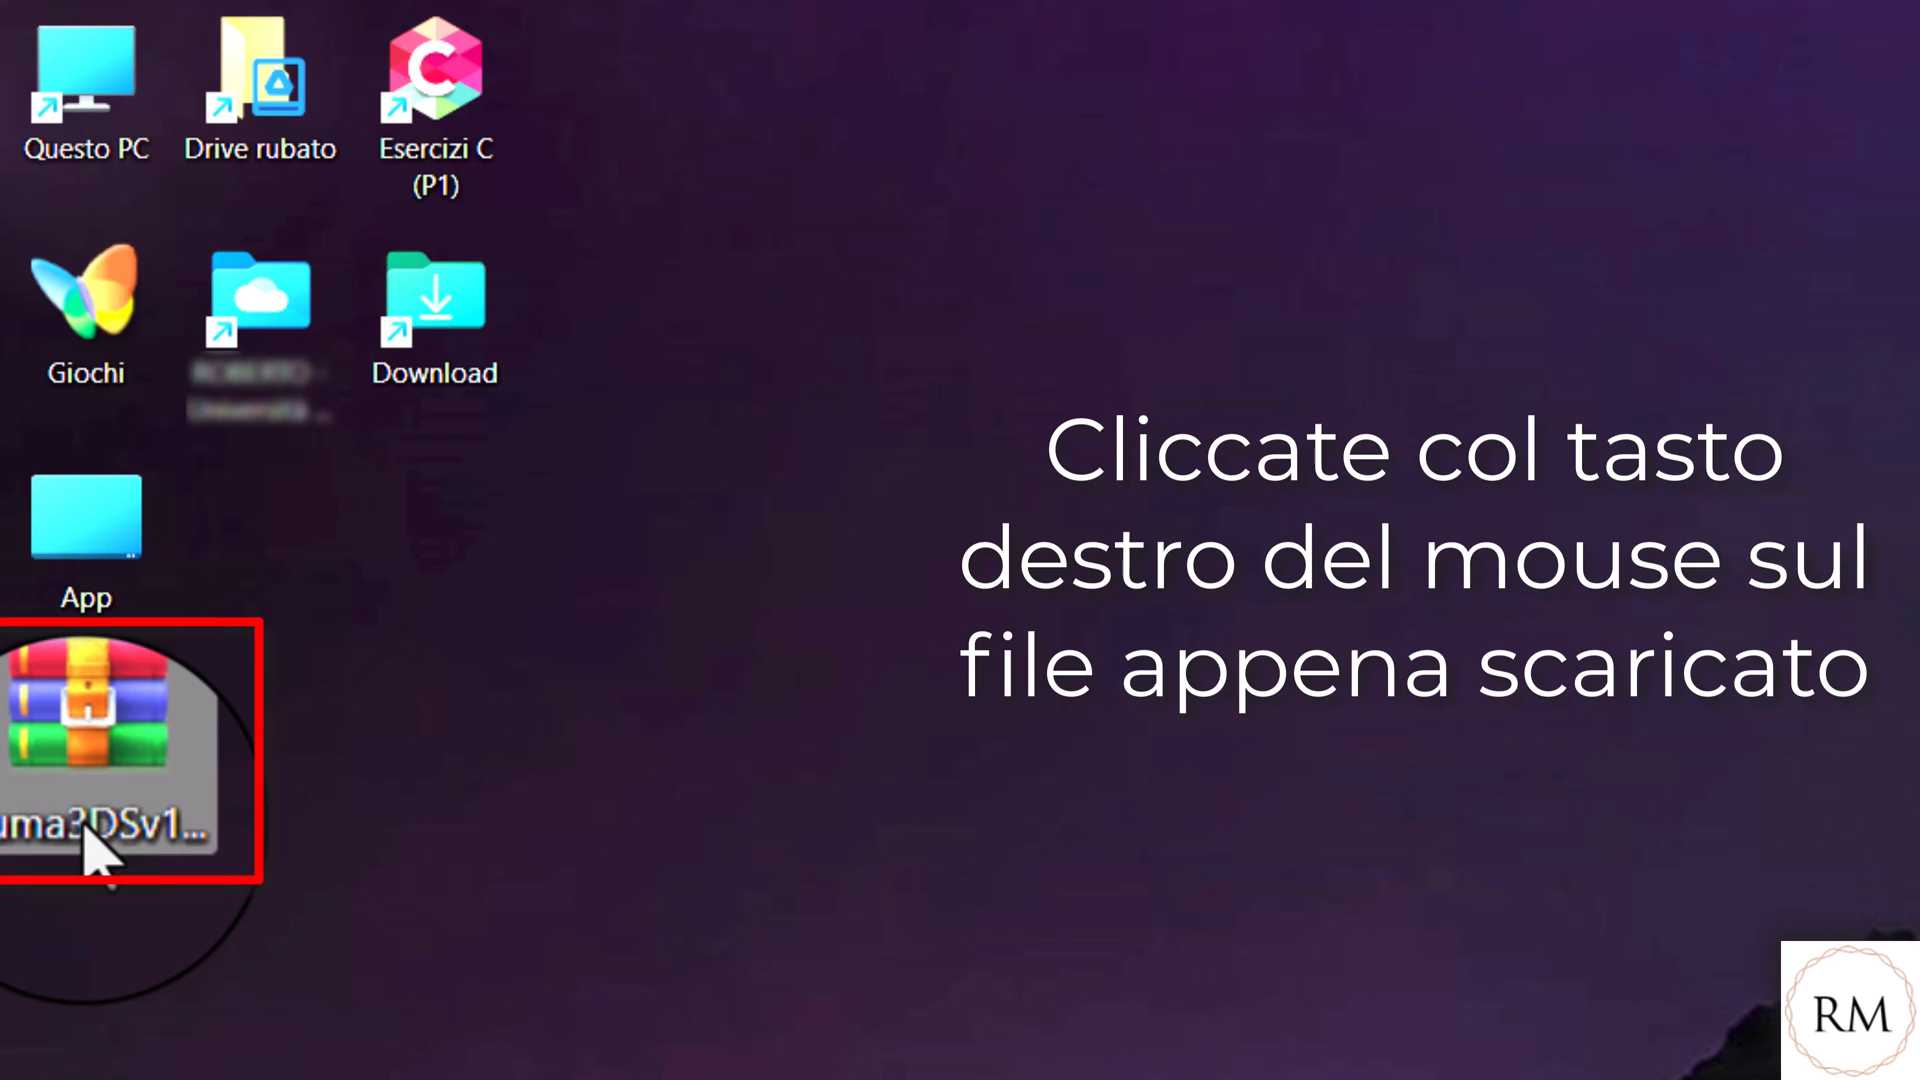 Questo PC
Drive rubato
Esercizi C
(P1)
Giochi
Download
App
uma3DSv1...
Cliccate col tasto
destro del mouse sul
file appena scaricato
RM